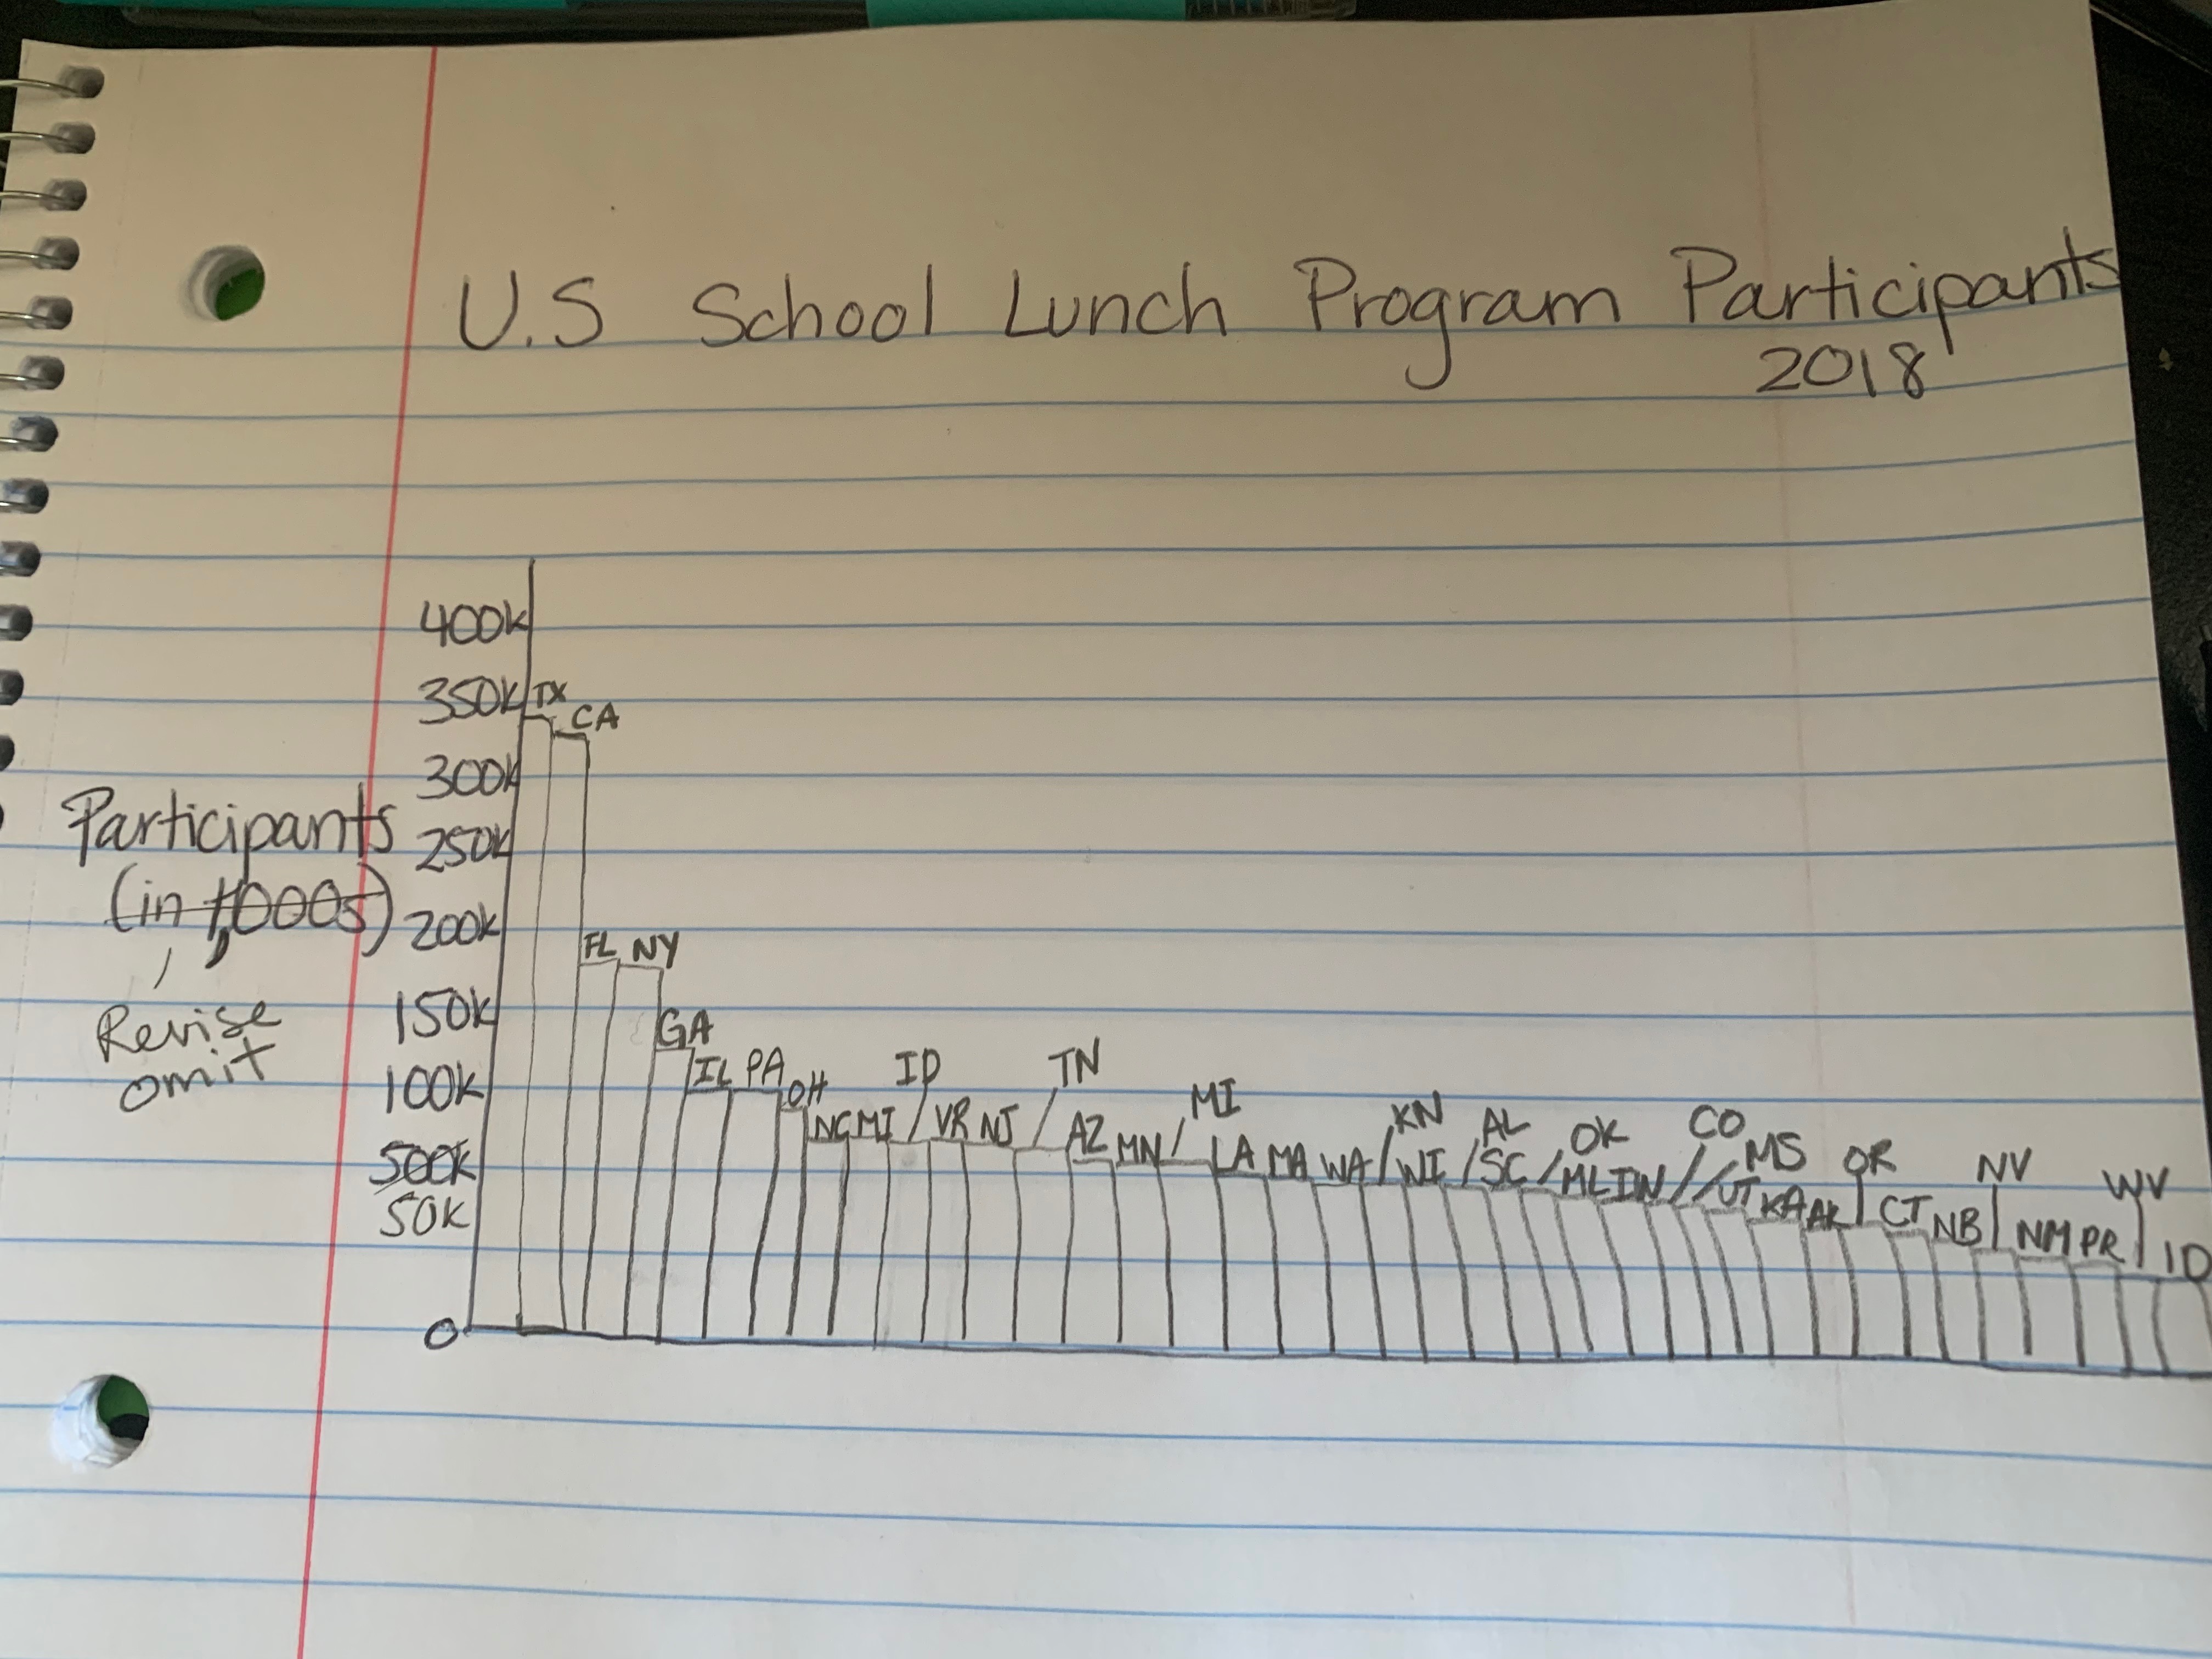 U.S School Lunch Program Participants
2018
400k
350k
300k
250k
200k
150k
100k
500k
50k
0
Participants
(in 1,000s)
Revise
omit
TX
CA
FL NY
GA
IL PA
OH
NC MI
ID
VR NJ
TN
AZ MN
MI
LA MA WA
KN
WI
AL
SC
OK
ML IW
CO
UT
MS
KA AK
OR
CT NB
NV
NM PR
WV
ID